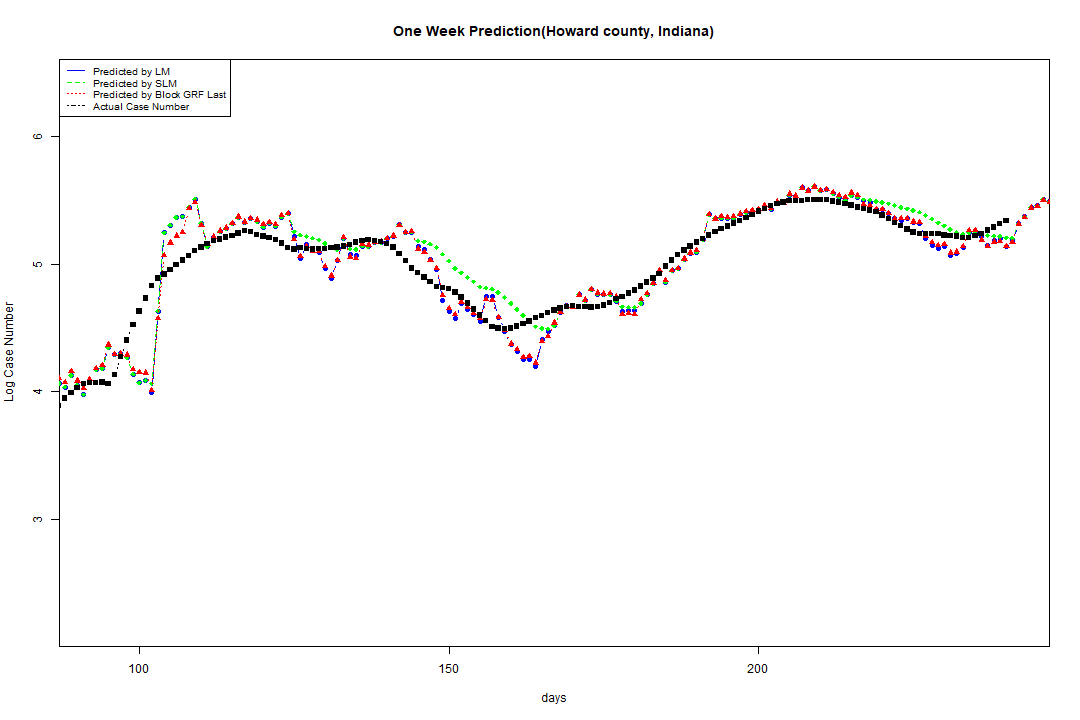 One Week Prediction(Howard county, Indiana)
Predicted by LM
Predicted by SLM
Predicted by Block GRF Last
Actual Case Number
6
5
4
3
Log Case Number
100
150
200
days